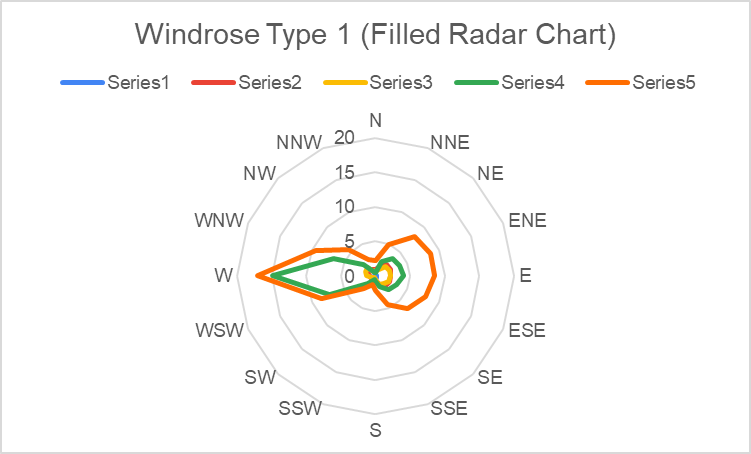 Windrose Type 1 (Filled Radar Chart)
Series1 Series2 Series3 Series4 Series5
N
NNW 20 NNE
NW 15 NE
WNW 10 ENE
5
W 0 E
WSW ESE
SW SE
SSW SSE
S